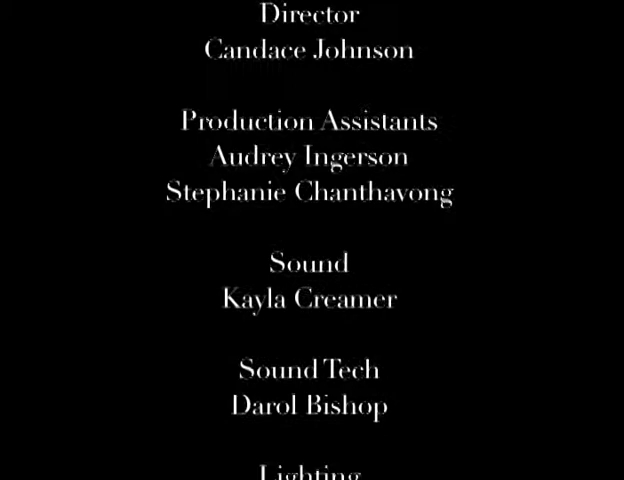 Director
Candace Johnson
Production Assistants
Audrey Ingerson
Stephanie Chanthavong
Sound
Kayla Creamer
Sound Tech
Darol Bishop
Lighting